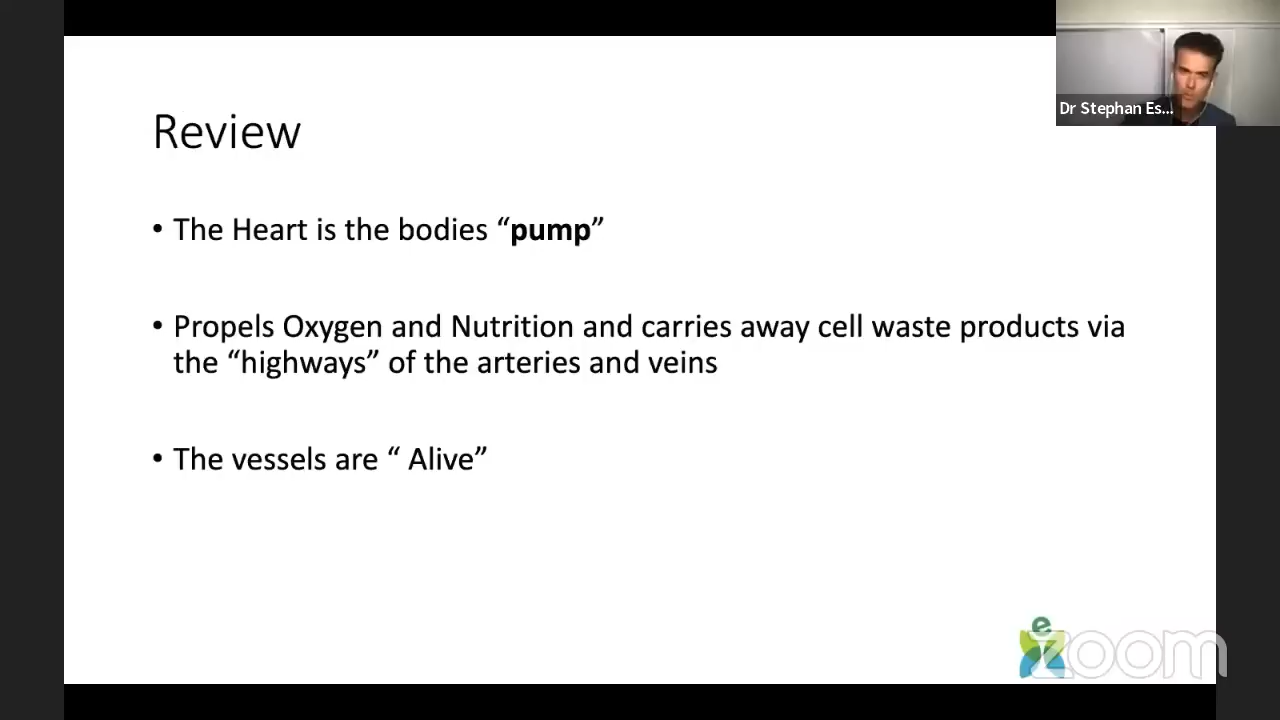 Dr Stephan Es...
Review
• The Heart is the bodies “pump”
• Propels Oxygen and Nutrition and carries away cell waste products via
the “highways” of the arteries and veins
• The vessels are “ Alive”
e
zoom